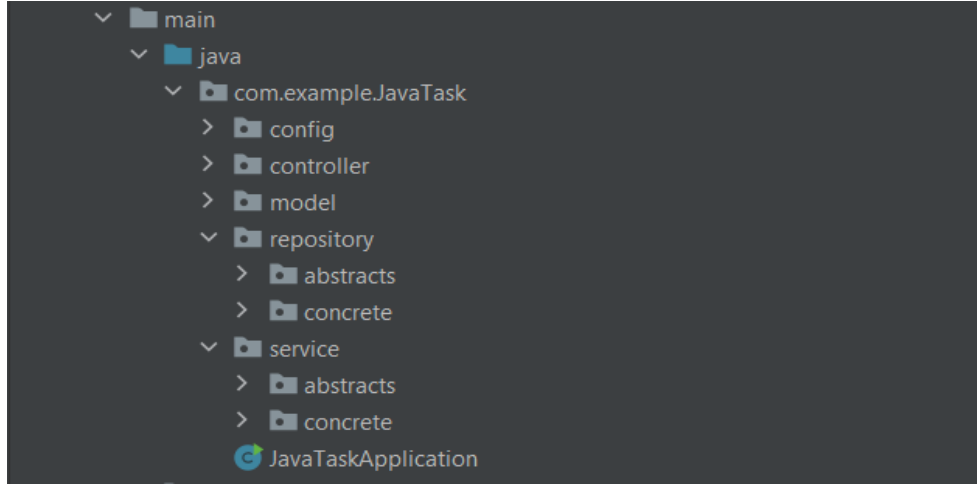 main
java
com.example.JavaTask
config
controller
model
repository
abstracts
concrete
service
abstracts
concrete
JavaTaskApplication